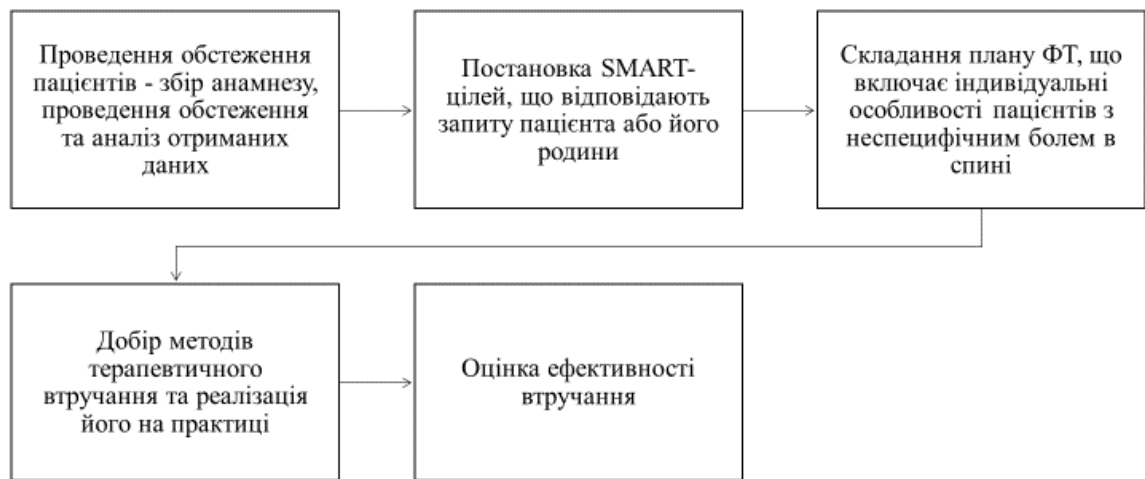 Проведення обстеження
пацієнтів - збір анамнезу,
проведення обстеження
та аналіз отриманих
даних
Постановка SMART-
цілей, що відповідають
запиту пацієнта або його
родини
Складання плану ФТ, що
включає індивідуальні
особливості пацієнтів з
неспецифічним болем в
спині
Добір методів
терапевтичного
втручання та реалізація
його на практиці
Оцінка ефективності
втручання